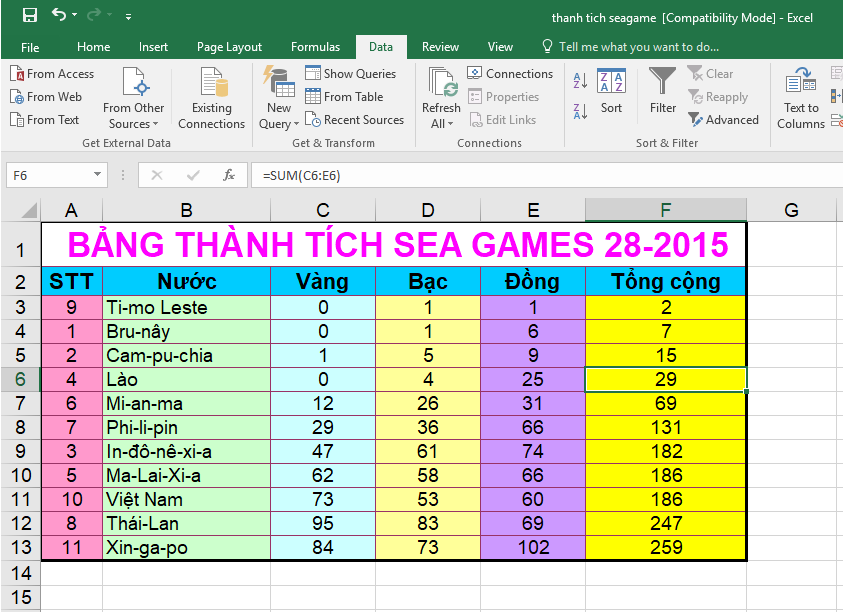 thanh tich seagame [Compatibility Mode] - Excel
File Home Insert Page Layout Formulas Data Review View Tell me what you want to do...
From Access
From Web
From Text
From Other Sources
Existing Connections
Get External Data
New Query
Show Queries
From Table
Recent Sources
Get & Transform
Refresh All
Connections
Properties
Edit Links
Connections
Sort
Filter
Clear
Reapply
Advanced
Sort & Filter
Text to Columns
F6 fx =SUM(C6:E6)
A B C D E F G
1 BẢNG THÀNH TÍCH SEA GAMES 28-2015
2 STT Nước Vàng Bạc Đồng Tổng cộng
3 9 Ti-mo Leste 0 1 1 2
4 1 Bru-nây 0 1 6 7
5 2 Cam-pu-chia 1 5 9 15
6 4 Lào 0 4 25 29
7 6 Mi-an-ma 12 26 31 69
8 7 Phi-li-pin 29 36 66 131
9 3 In-đô-nê-xi-a 47 61 74 182
10 5 Ma-Lai-Xi-a 62 58 66 186
11 10 Việt Nam 73 53 60 186
12 8 Thái-Lan 95 83 69 247
13 11 Xin-ga-po 84 73 102 259
14
15